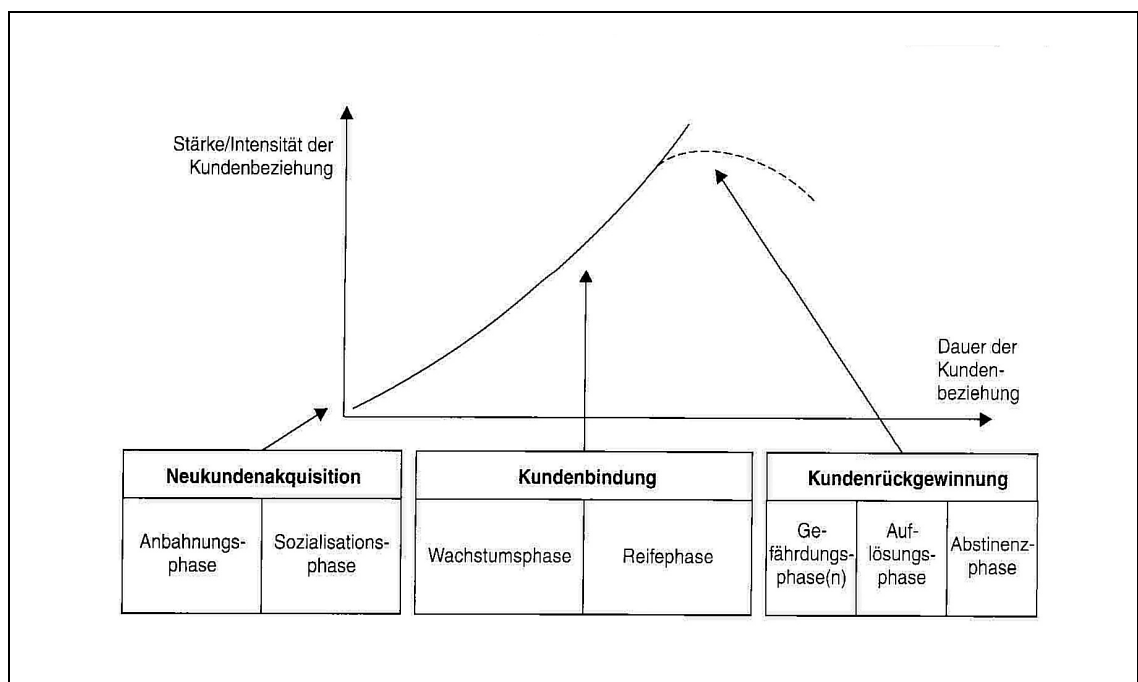 Stärke/Intensität der
Kundenbeziehung
Dauer der
Kunden-
beziehung
Neukundenakquisition
Anbahnungs-
phase
Sozialisations-
phase
Kundenbindung
Wachstumsphase
Reifephase
Kundenrückgewinnung
Ge-
fährdungs-
phase(n)
Auf-
lösungs-
phase
Abstinenz-
phase